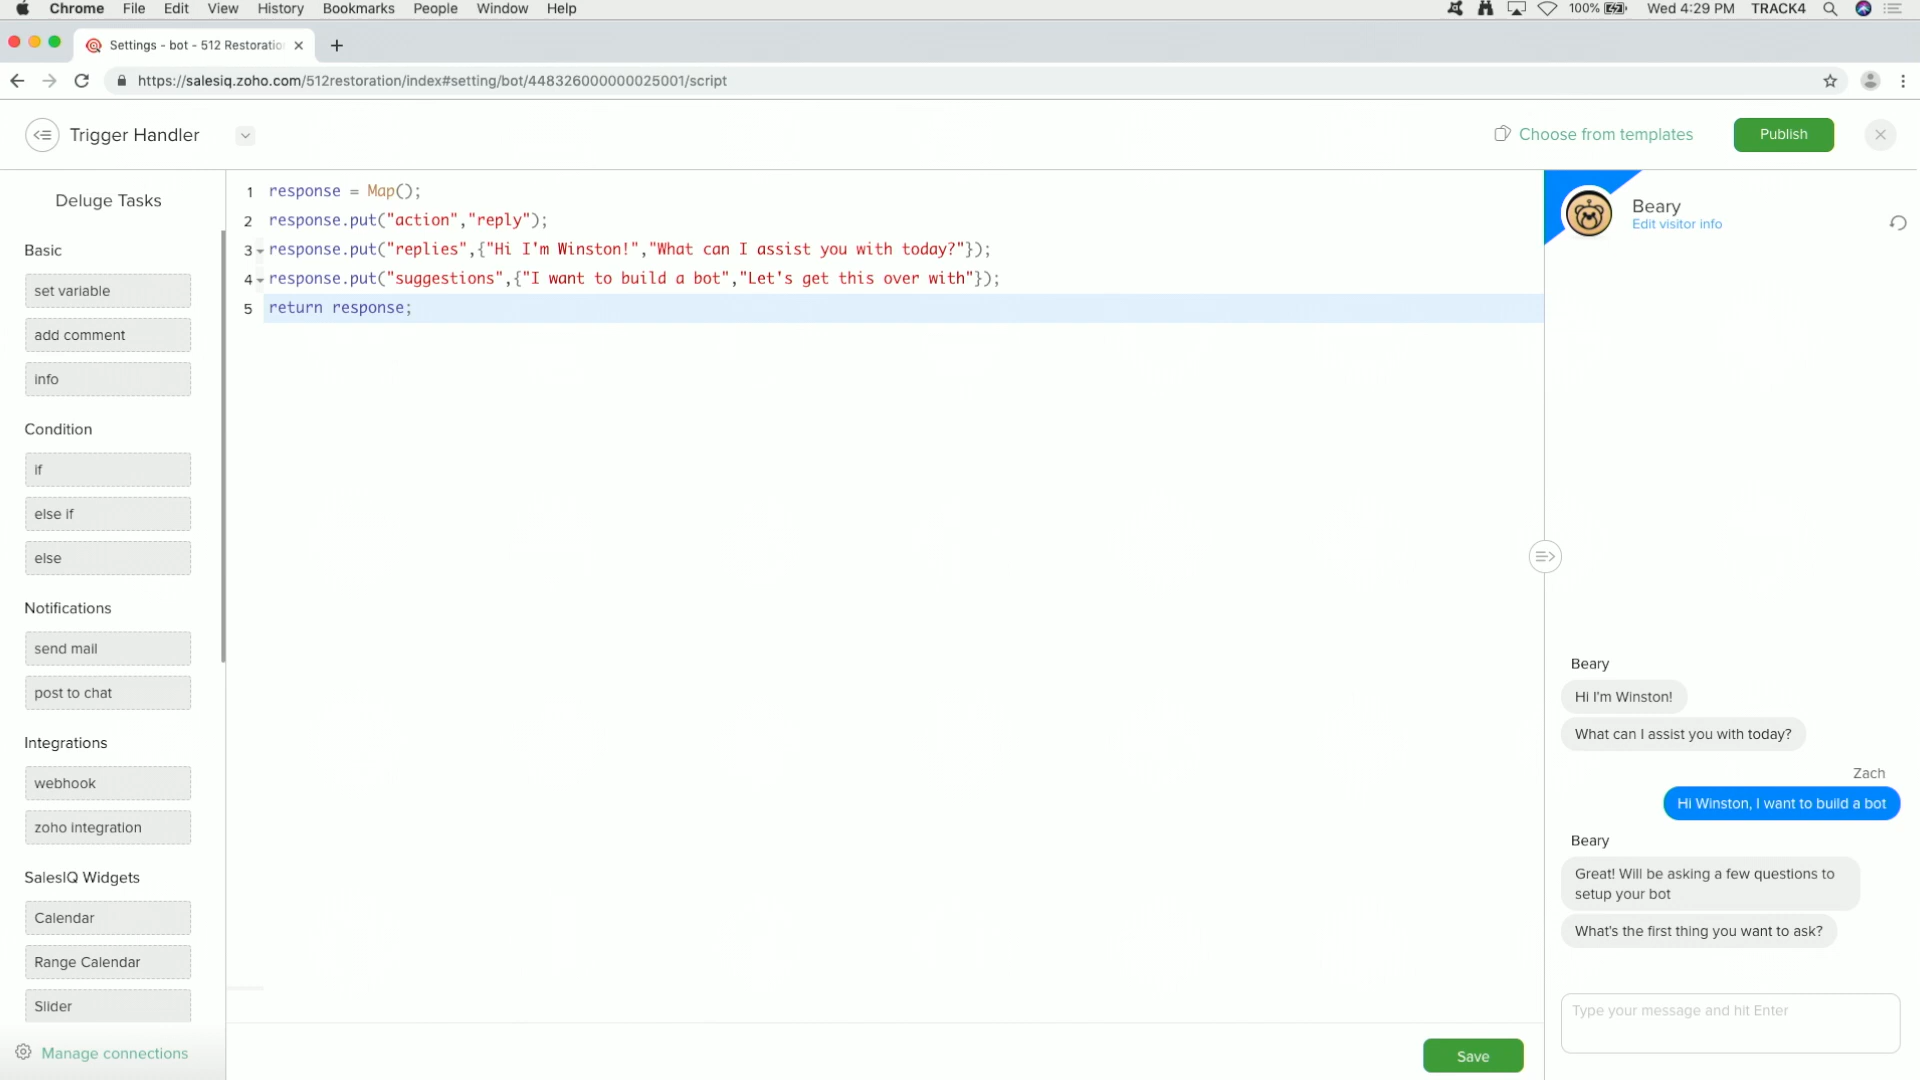 Chrome File Edit View History Bookmarks People Window Help 100% Wed 4:29 PM TRACK4
Settings - bot - 512 Restoratio
https://salesiq.zoho.com/512restoration/index#setting/bot/448326000000025001/script
Trigger Handler
Choose from templates
Publish
Deluge Tasks
Basic
set variable
add comment
info
Condition
if
else if
else
Notifications
send mail
post to chat
Integrations
webhook
zoho integration
SalesIQ Widgets
Calendar
Range Calendar
Slider
Manage connections
1 response = Map();
2 response.put("action","reply");
3 response.put("replies",{"Hi I'm Winston!","What can I assist you with today?"});
4 response.put("suggestions",{"I want to build a bot","Let's get this over with"});
5 return response;
Save
Beary
Edit visitor info
Beary
Hi I'm Winston!
What can I assist you with today?
Zach
Hi Winston, I want to build a bot
Beary
Great! Will be asking a few questions to
setup your bot
What's the first thing you want to ask?
Type your message and hit Enter